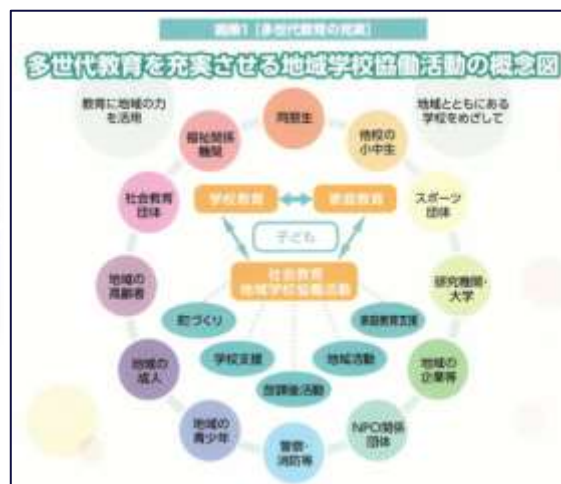 画像1［多世代教育の充実］
多世代教育を充実させる地域学校協働活動の概念図
教育に地域の力
を活用
地域とともにある
学校をめざして
同窓生
福祉関係
機関
他校の
小中生
社会教育
団体
スポーツ
団体
学校教育
家庭教育
子ども
社会教育
地域学校協働活動
地域の
高齢者
研究機関・
大学
町づくり
家庭教育支援
学校支援
地域活動
放課後活動
地域の
成人
地域の
企業等
地域の
青少年
NPO関係
団体
警察・
消防等